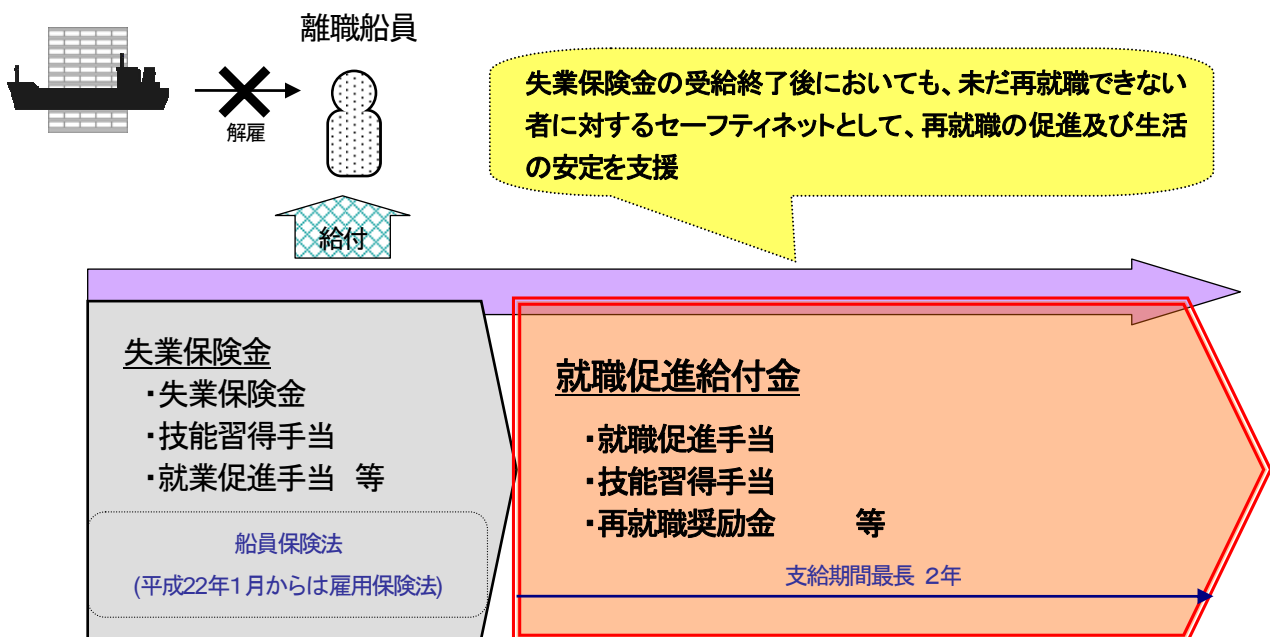 離職船員
解雇
失業保険金の受給終了後においても、未だ再就職できない
者に対するセーフティネットとして、再就職の促進及び生活
の安定を支援
給付
失業保険金
・失業保険金
・技能習得手当
・就業促進手当 等
船員保険法
(平成22年1月からは雇用保険法)
就職促進給付金
・就職促進手当
・技能習得手当
・再就職奨励金 等
支給期間最長 2年